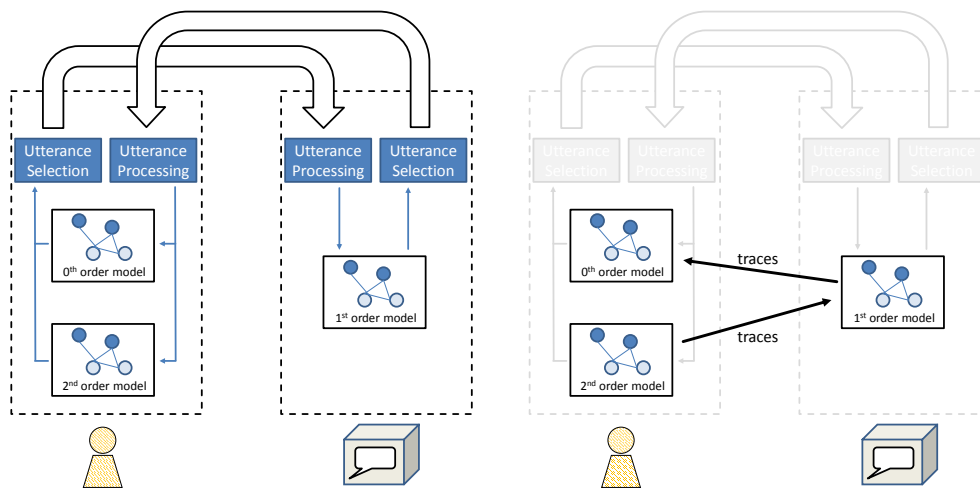 Utterance
Selection
Utterance
Processing
Utterance
Processing
Utterance
Selection
0th order model
1st order model
2nd order model
Utterance
Selection
Utterance
Processing
Utterance
Processing
Utterance
Selection
traces
0th order model
1st order model
traces
2nd order model